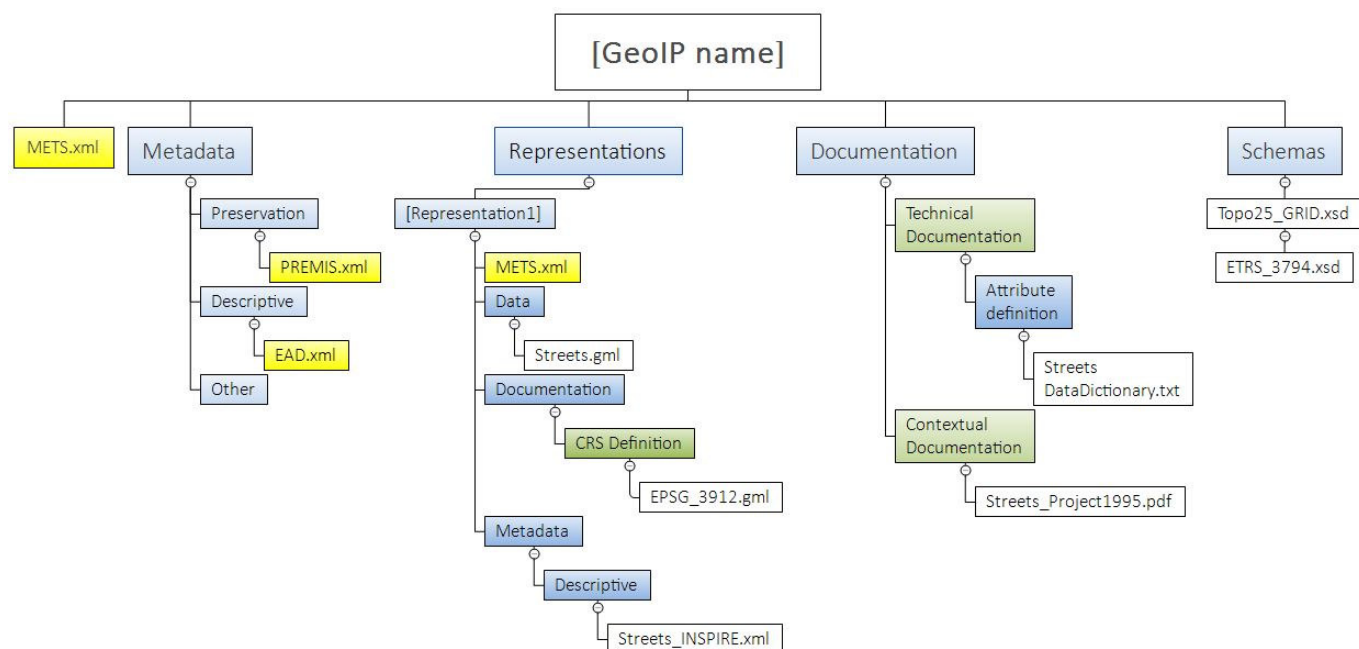 [GeoIP name]
METS.xml
Metadata
Representations
Documentation
Schemas
Preservation
PREMIS.xml
Descriptive
EAD.xml
Other
[Representation1]
METS.xml
Data
Streets.gml
Documentation
CRS Definition
EPSG_3912.gml
Metadata
Descriptive
Streets_INSPIRE.xml
Technical
Documentation
Attribute
definition
Streets
DataDictionary.txt
Contextual
Documentation
Streets_Project1995.pdf
Topo25_GRID.xsd
ETRS_3794.xsd